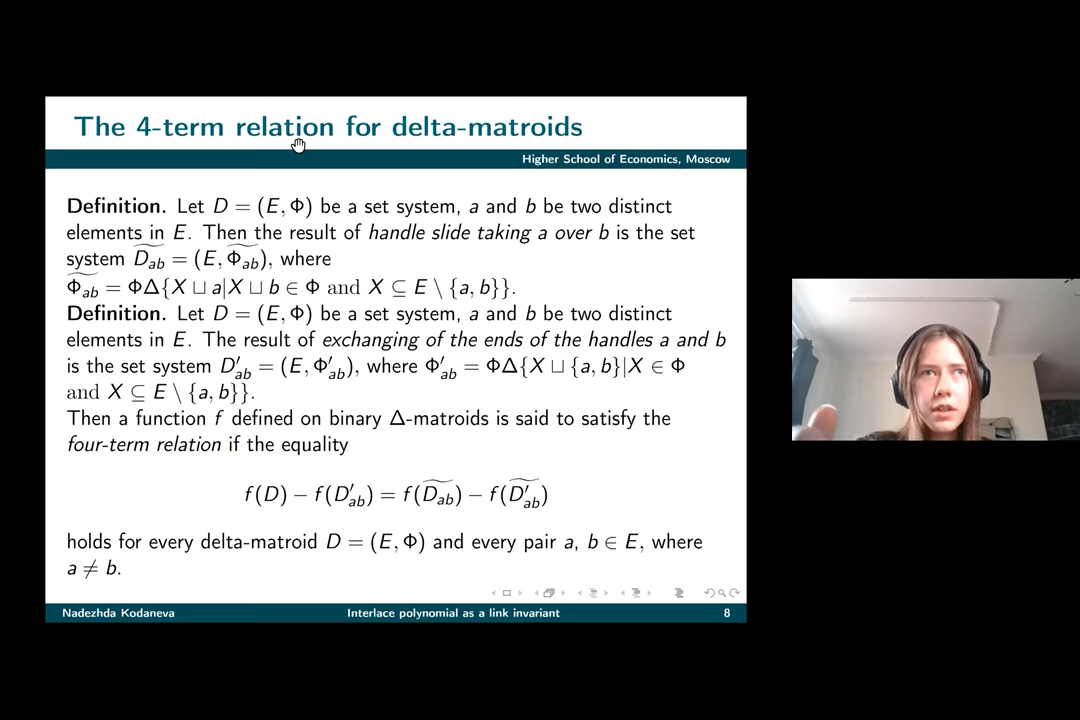 The 4-term relation for delta-matroids
Higher School of Economics, Moscow
Definition. Let D = (E, Φ) be a set system, a and b be two distinct
elements in E. Then the result of handle slide taking a over b is the set
system D̃_ab = (E, Φ̃_ab), where
Φ̃_ab = ΦΔ{X ⊔ a|X ⊔ b ∈ Φ and X ⊆ E \ {a, b}}.
Definition. Let D = (E, Φ) be a set system, a and b be two distinct
elements in E. The result of exchanging of the ends of the handles a and b
is the set system D′_ab = (E, Φ′_ab), where Φ′_ab = ΦΔ{X ⊔ {a, b}|X ∈ Φ
and X ⊆ E \ {a, b}}.
Then a function f defined on binary Δ-matroids is said to satisfy the
four-term relation if the equality
f(D) − f(D′_ab) = f(D̃_ab) − f(D̃′_ab)
holds for every delta-matroid D = (E, Φ) and every pair a, b ∈ E, where
a ≠ b.
Nadezhda Kodaneva
Interlace polynomial as a link invariant
8